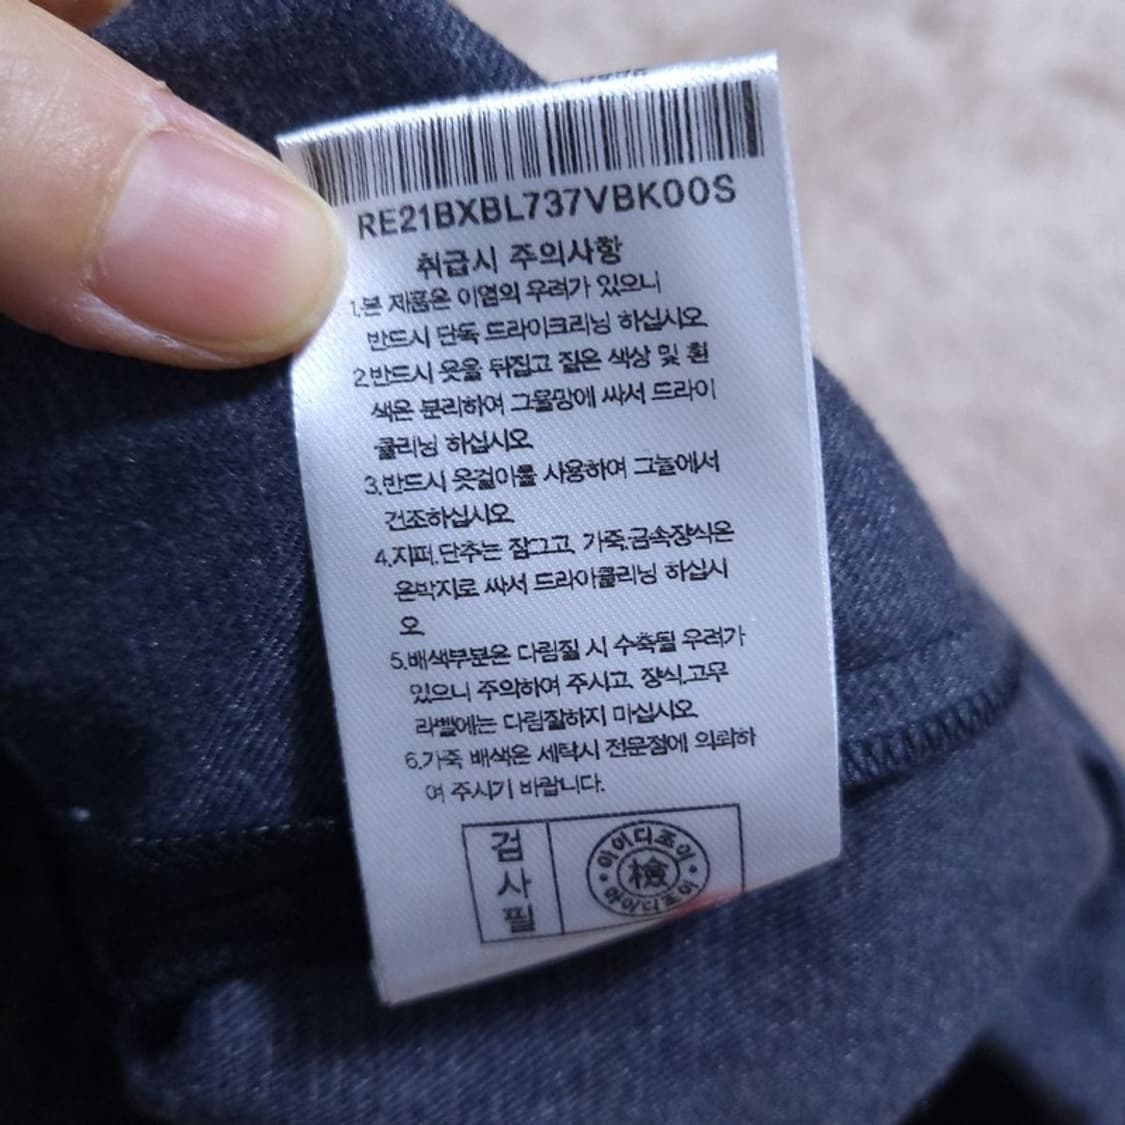 RE21BXBL737VBK00S
취급시 주의사항
1.본 제품은 이염의 우려가 있으니
반드시 단독 드라이크리닝 하십시오
2.반드시 옷을 뒤집고 짙은 색상 및 흰
색은 분리하여 그물망에 싸서 드라이
클리닝 하십시오
3.반드시 옷걸이를 사용하여 그늘에서
건조하십시오
4.지퍼.단추는 잠그고, 가죽.금속장식은
은박지로 싸서 드라이클리닝 하십시
오
5.배색부분은 다림질 시 수축될 우려가
있으니 주의하여 주시고, 장식.고무
라벨에는 다림질하지 마십시오
6.가죽 배색은 세탁시 전문점에 의뢰하
여 주시기 바랍니다.
검사필
아이디조이
檢
아이디조이